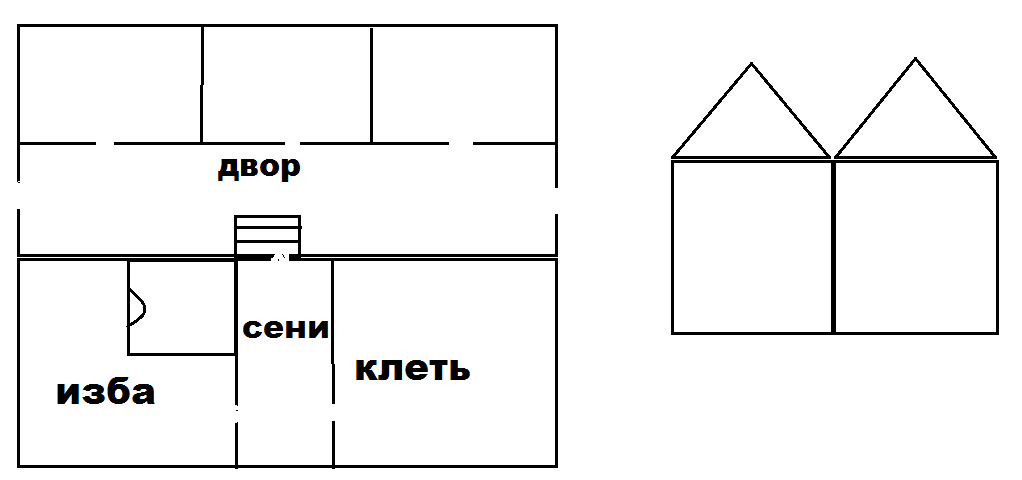 двор
сени
клеть
изба